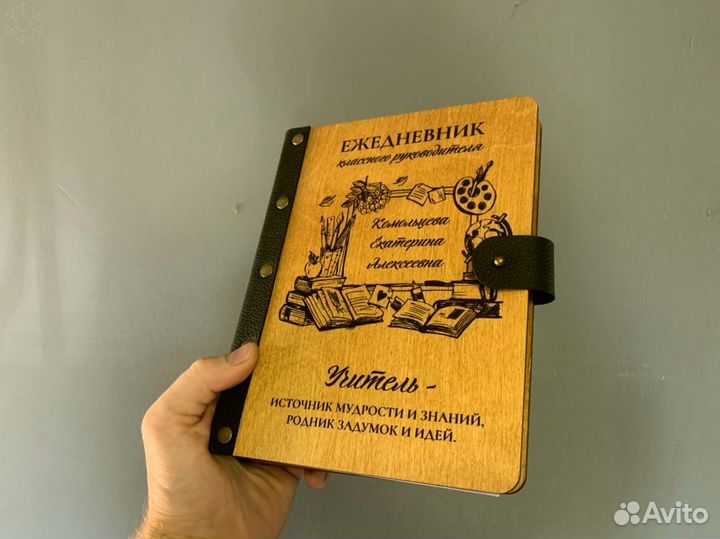 ЕЖЕДНЕВНИК
классного руководителя
Комольцева
Екатерина
Алексеевна
Учитель -
ИСТОЧНИК МУДРОСТИ И ЗНАНИЙ,
РОДНИК ЗАДУМОК И ИДЕЙ.
Avito